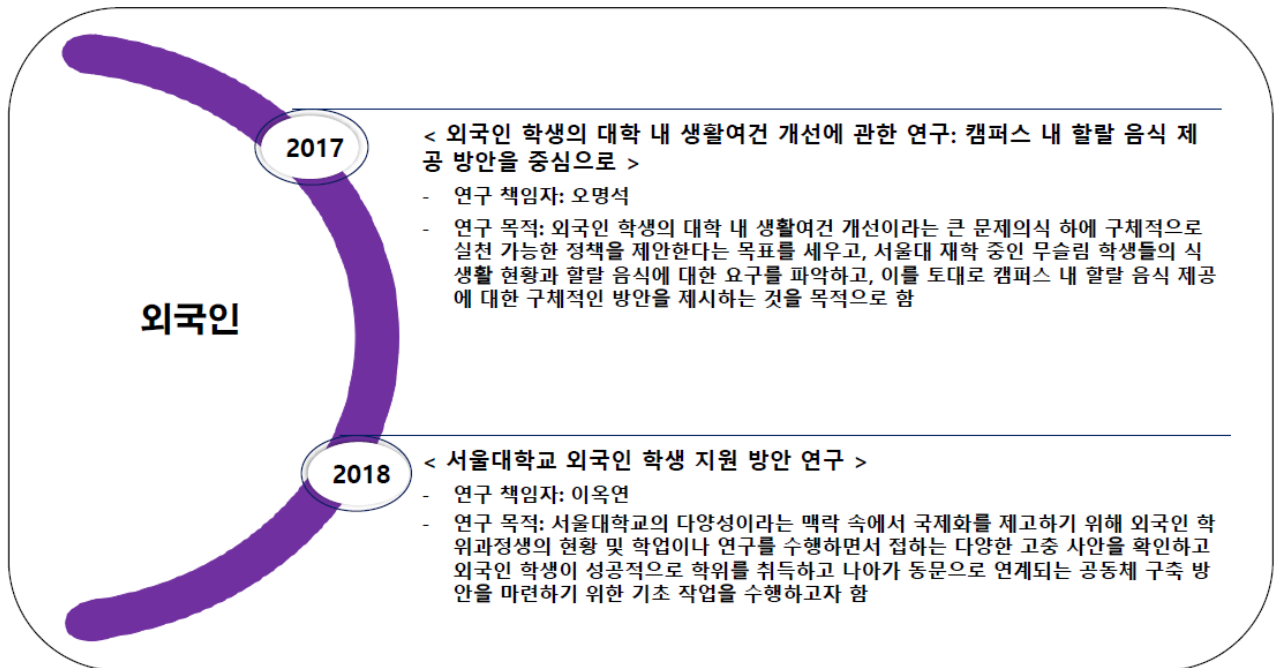 외국인
2017
< 외국인 학생의 대학 내 생활여건 개선에 관한 연구: 캠퍼스 내 할랄 음식 제
공 방안을 중심으로 >
- 연구 책임자: 오명석
- 연구 목적: 외국인 학생의 대학 내 생활여건 개선이라는 큰 문제의식 하에 구체적으로
실천 가능한 정책을 제안한다는 목표를 세우고, 서울대 재학 중인 무슬림 학생들의 식
생활 현황과 할랄 음식에 대한 요구를 파악하고, 이를 토대로 캠퍼스 내 할랄 음식 제공
에 대한 구체적인 방안을 제시하는 것을 목적으로 함
2018
< 서울대학교 외국인 학생 지원 방안 연구 >
- 연구 책임자: 이옥연
- 연구 목적: 서울대학교의 다양성이라는 맥락 속에서 국제화를 제고하기 위해 외국인 학
위과정생의 현황 및 학업이나 연구를 수행하면서 접하는 다양한 고충 사안을 확인하고
외국인 학생이 성공적으로 학위를 취득하고 나아가 동문으로 연계되는 공동체 구축 방
안을 마련하기 위한 기초 작업을 수행하고자 함